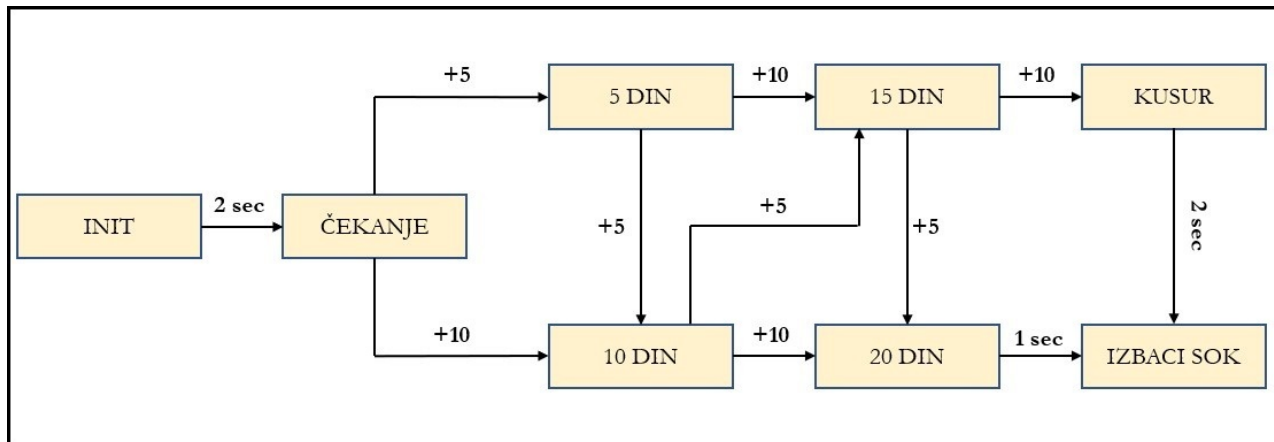 +5
5 DIN
+10
15 DIN
+10
KUSUR
INIT
2 sec
ČEKANJE
+5
+5
+5
2 sec
+10
10 DIN
+10
20 DIN
1 sec
IZBACI SOK